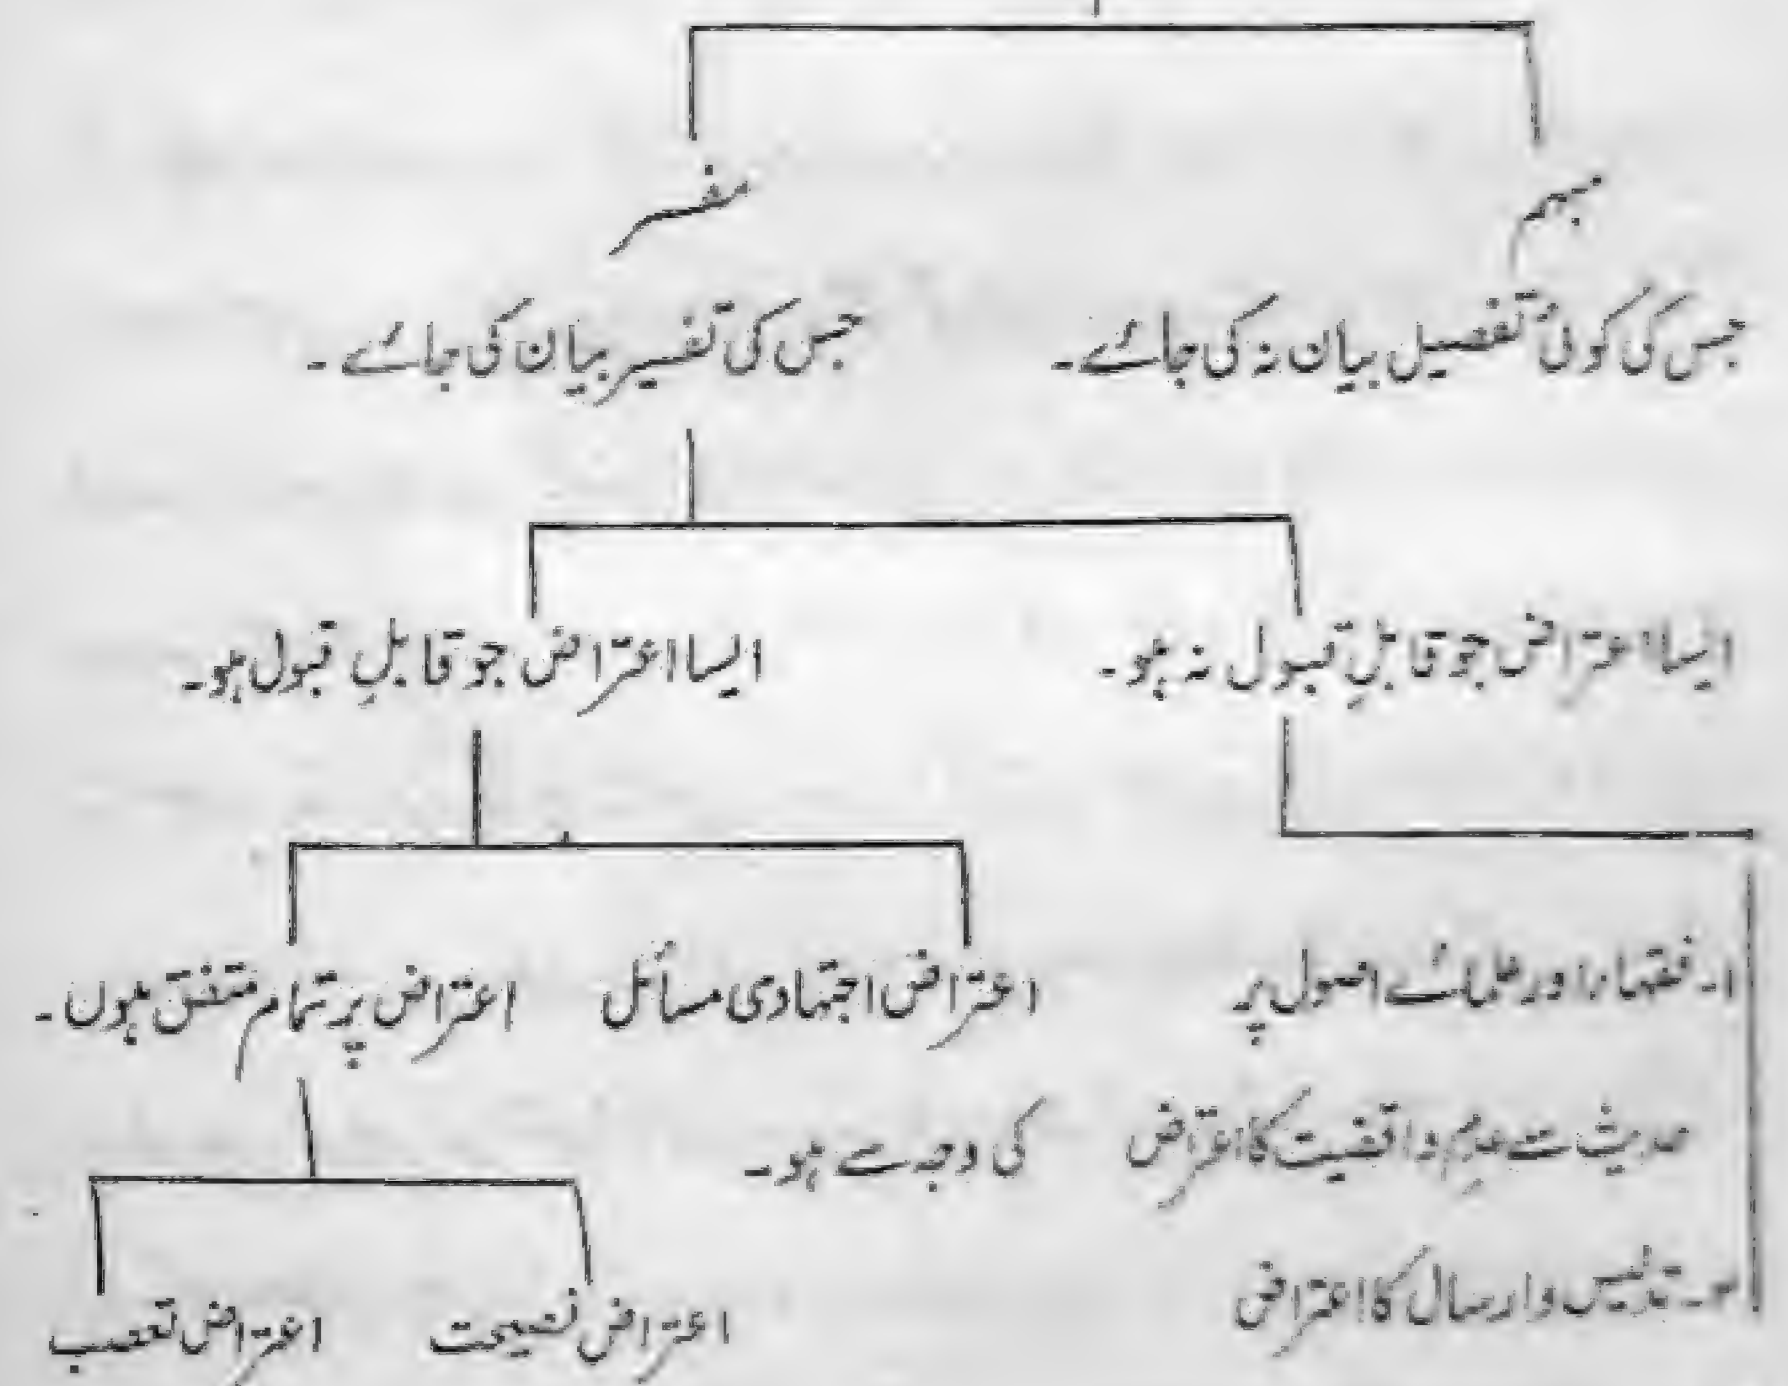 مبہم
مفسر
جس کی کوئی تفصیل بیان نہ کی جائے۔
جس کی تفسیر بیان کی جائے۔
ایسا اعتراض جو قابلِ قبول نہ ہو۔
ایسا اعتراض جو قابلِ قبول ہو۔
۱۔ فقہاء اور علمائے اصول پر
حدیث سے عدمِ واقفیت کا اعتراض
۲۔ تدلیس و ارسال کا اعتراض
اعتراض اجتہادی مسائل
کی وجہ سے ہو۔
اعتراض پر تمام متفق ہوں۔
اعتراض نصیحت
اعتراض تعصب